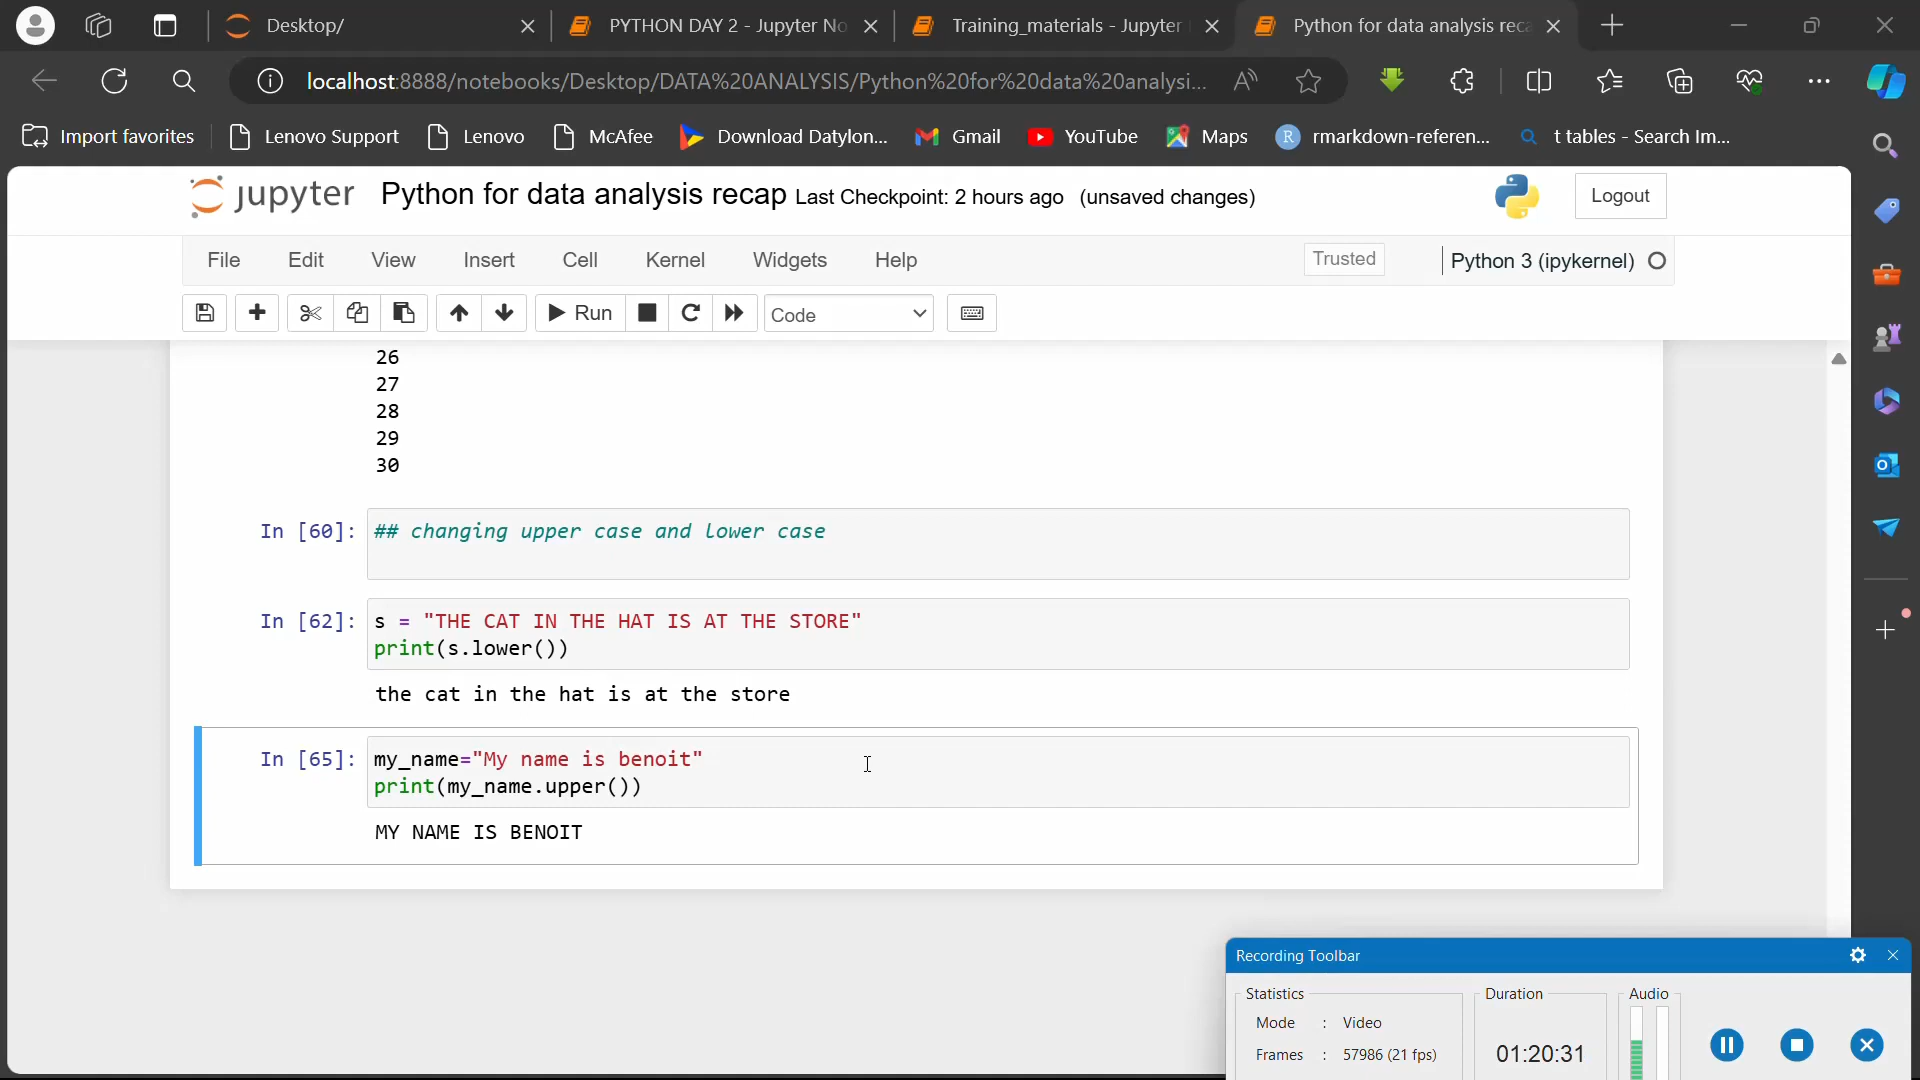 Desktop/
PYTHON DAY 2 - Jupyter No
Training_materials - Jupyter
Python for data analysis reca
localhost:8888/notebooks/Desktop/DATA%20ANALYSIS/Python%20for%20data%20analysi...
Import favorites
Lenovo Support
Lenovo
McAfee
Download Datylon...
Gmail
YouTube
Maps
R
rmarkdown-referen...
t tables - Search Im...
jupyter
Python for data analysis recap Last Checkpoint: 2 hours ago (unsaved changes)
Logout
File
Edit
View
Insert
Cell
Kernel
Widgets
Help
Trusted
Python 3 (ipykernel)
Run
Code
26
27
28
29
30
In [60]: ## changing upper case and lower case
In [62]: s = "THE CAT IN THE HAT IS AT THE STORE"
print(s.lower())
the cat in the hat is at the store
In [65]: my_name="My name is benoit"
print(my_name.upper())
MY NAME IS BENOIT
Recording Toolbar
Statistics
Duration
Audio
Mode : Video
Frames : 57986 (21 fps)
01:20:31